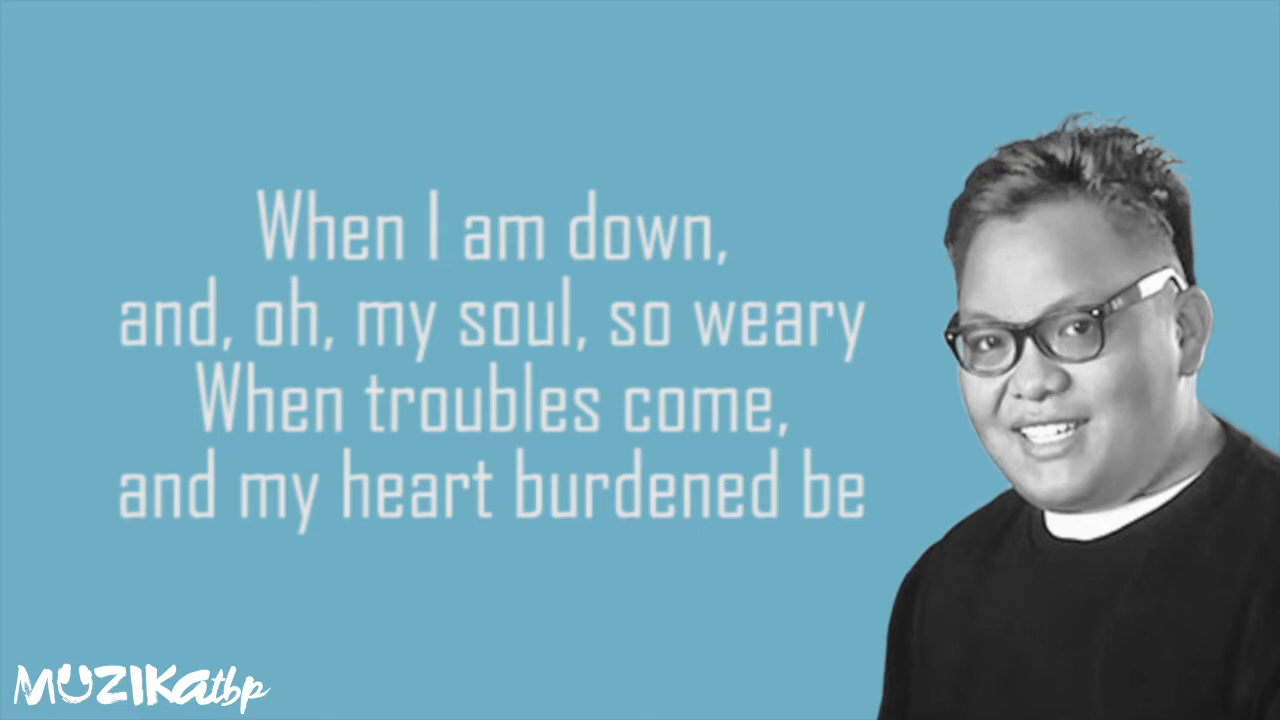 When I am down,
and, oh, my soul, so weary
When troubles come,
and my heart burdened be
MUZIKAtbp